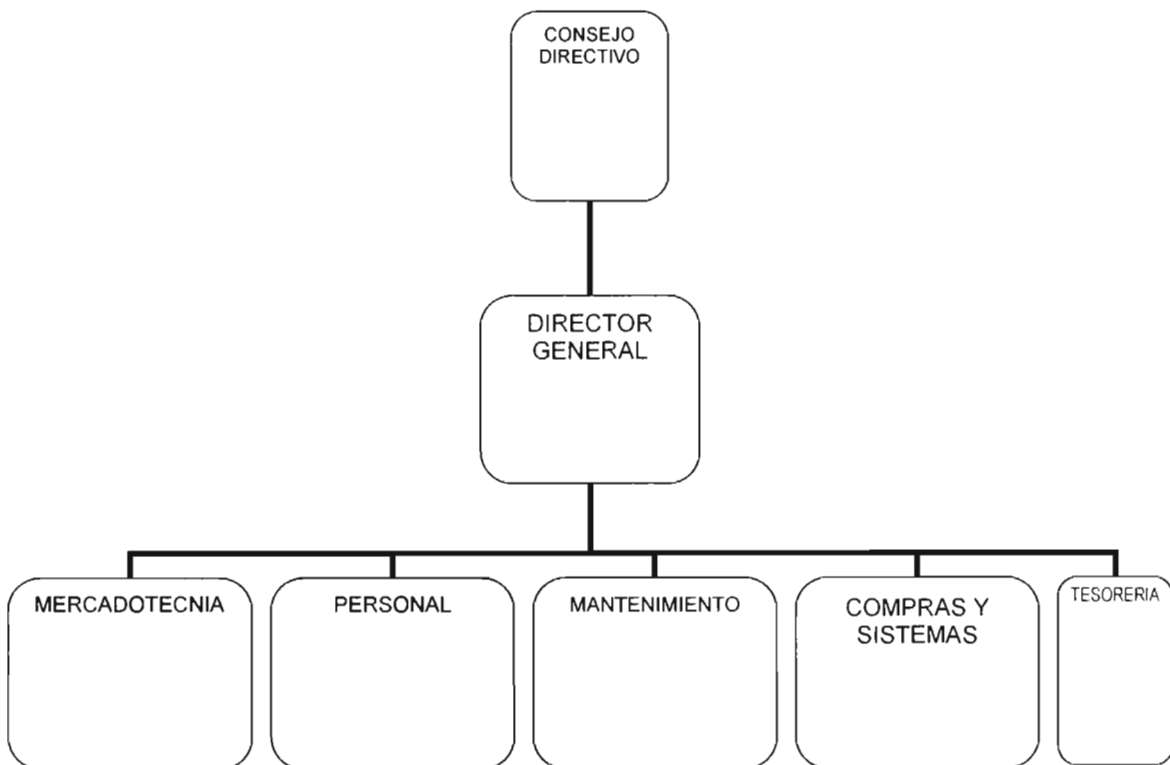 CONSEJO
DIRECTIVO
DIRECTOR
GENERAL
MERCADOTECNIA
PERSONAL
MANTENIMIENTO
COMPRAS Y
SISTEMAS
TESORERIA